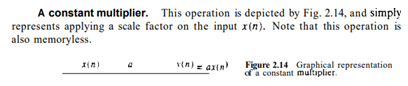 A constant multiplier. This operation is depicted by Fig. 2.14, and simply
represents applying a scale factor on the input x(n). Note that this operation is
also memoryless.
x(n) a y(n) = ax(n) Figure 2.14 Graphical representation
of a constant multiplier.